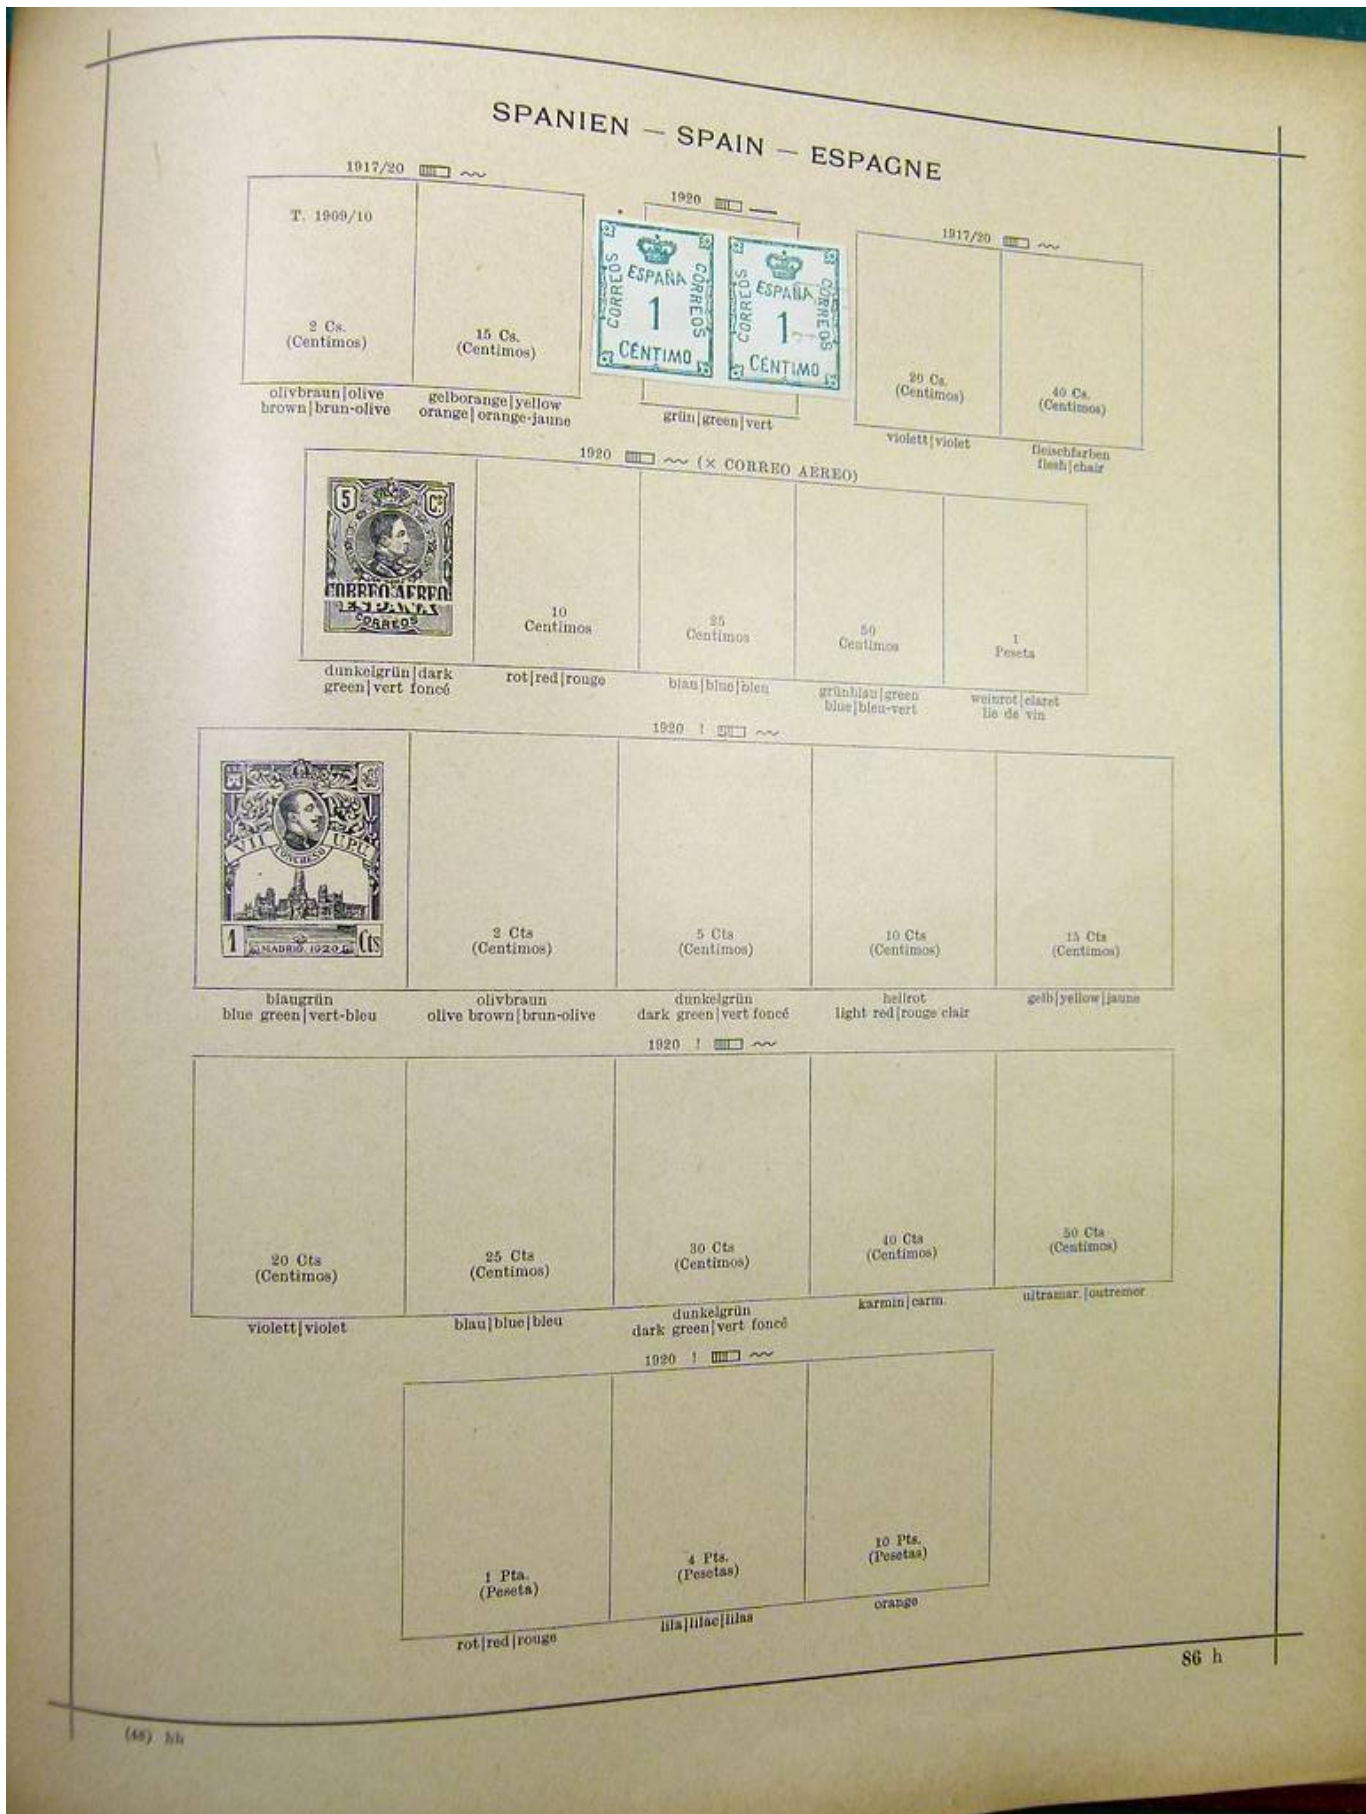 SPANIEN — SPAIN — ESPAGNE
1917/20
T. 1909/10
2 Cs.
(Centimos)
olivbraun|olive
brown|brun-olive
15 Cs.
(Centimos)
gelborange|yellow
orange|orange-jaune
1920
CORREOS
ESPAÑA
CORREOS
1
CÉNTIMO
CORREOS
ESPAÑA
CORREOS
1
CÉNTIMO
grün|green|vert
1917/20
20 Cs.
(Centimos)
violett|violet
40 Cs.
(Centimos)
fleischfarben
flesh|chair
1920 (× CORREO AEREO)
5 Cs
CORREO AEREO
ESPAÑA
CORREOS
dunkelgrün|dark
green|vert foncé
10
Centimos
rot|red|rouge
25
Centimos
blau|blue|bleu
50
Centimos
grünblau|green
blue|bleu-vert
1
Peseta
weinrot|claret
lie de vin
1920 !
VII CONGRESO UPU
1 MADRID. 1920 Cts
blaugrün
blue green|vert-bleu
2 Cts
(Centimos)
olivbraun
olive brown|brun-olive
5 Cts
(Centimos)
dunkelgrün
dark green|vert foncé
10 Cts
(Centimos)
hellrot
light red|rouge clair
15 Cts
(Centimos)
gelb|yellow|jaune
1920 !
20 Cts
(Centimos)
violett|violet
25 Cts
(Centimos)
blau|blue|bleu
30 Cts
(Centimos)
dunkelgrün
dark green|vert foncé
40 Cts
(Centimos)
karmin|carm.
50 Cts
(Centimos)
ultramar.|outremer
1920 !
1 Pta.
(Peseta)
rot|red|rouge
4 Pts.
(Pesetas)
lila|lilac|lilas
10 Pts.
(Pesetas)
orange
86 h
(46) hh